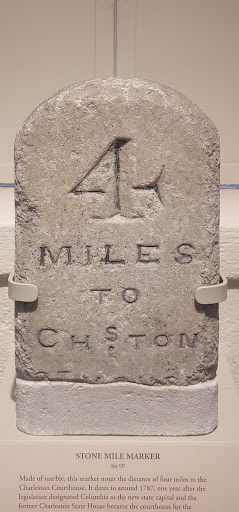 4
MILES
TO
CHSTON
STONE MILE MARKER
Made of marble, this marker notes the distance of four miles to the
Charleston Courthouse. It dates to around 1787, one year after the
legislature designated Columbia as the new state capital and the
former Charleston State House became the courthouse for the